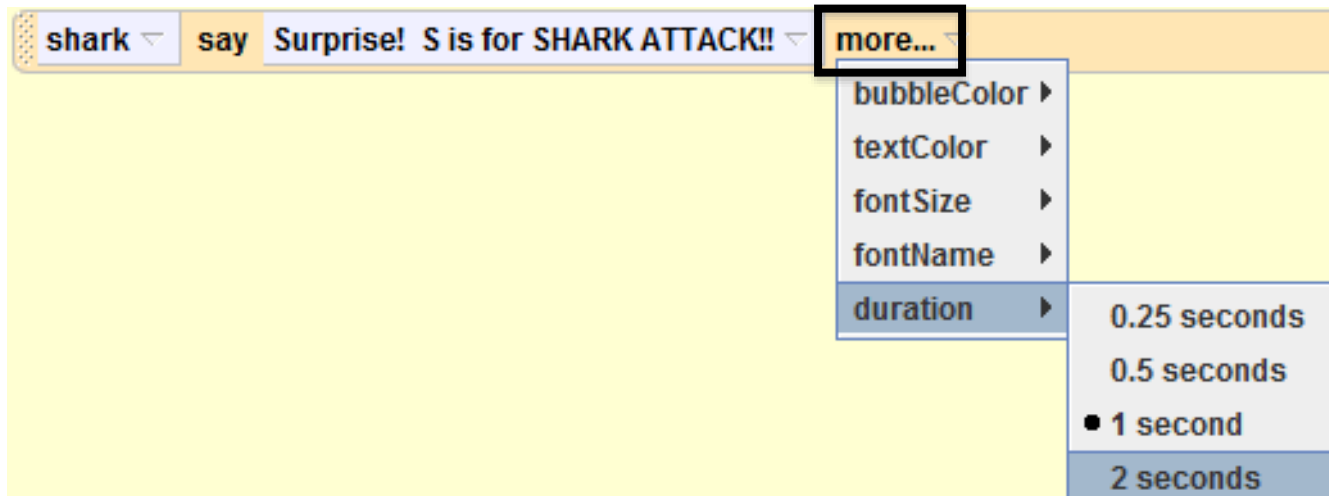 shark say Surprise!  S is for SHARK ATTACK!! more...
bubbleColor
textColor
fontSize
fontName
duration
0.25 seconds
0.5 seconds
1 second
2 seconds